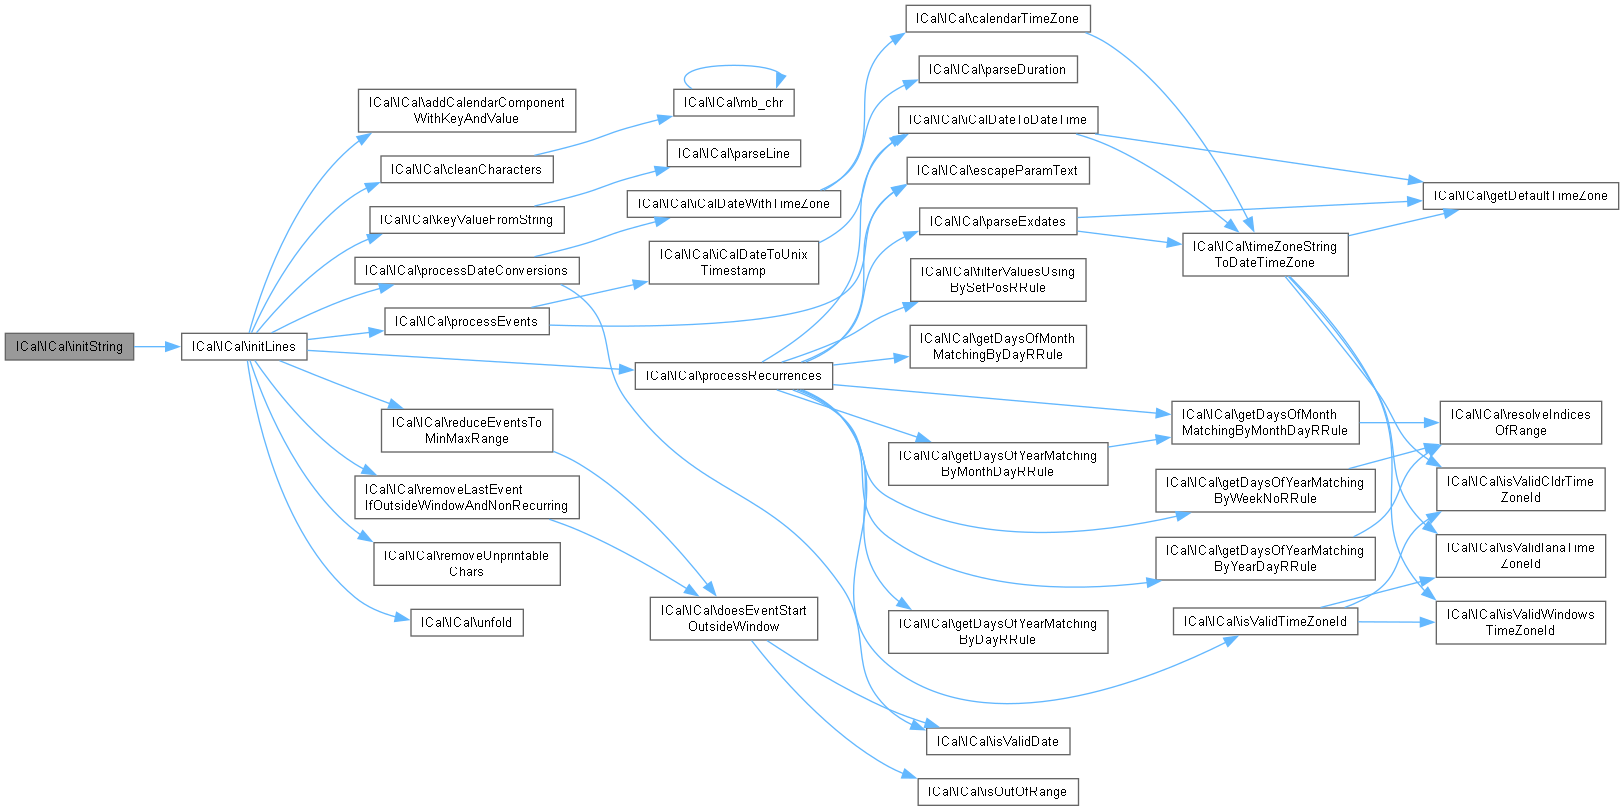 ICal\ICal\initString
ICal\ICal\initLines
ICal\ICal\addCalendarComponent
WithKeyAndValue
ICal\ICal\cleanCharacters
ICal\ICal\keyValueFromString
ICal\ICal\processDateConversions
ICal\ICal\processEvents
ICal\ICal\reduceEventsTo
MinMaxRange
ICal\ICal\removeLastEvent
IfOutsideWindowAndNonRecurring
ICal\ICal\removeUnprintable
Chars
ICal\ICal\unfold
ICal\ICal\mb_chr
ICal\ICal\parseLine
ICal\ICal\iCalDateWithTimeZone
ICal\ICal\iCalDateToUnix
Timestamp
ICal\ICal\processRecurrences
ICal\ICal\doesEventStart
OutsideWindow
ICal\ICal\calendarTimeZone
ICal\ICal\parseDuration
ICal\ICal\iCalDateToDateTime
ICal\ICal\escapeParamText
ICal\ICal\parseExdates
ICal\ICal\filterValuesUsing
BySetPosRRule
ICal\ICal\getDaysOfMonth
MatchingByDayRRule
ICal\ICal\getDaysOfYearMatching
ByMonthDayRRule
ICal\ICal\getDaysOfYearMatching
ByDayRRule
ICal\ICal\isValidDate
ICal\ICal\isOutOfRange
ICal\ICal\timeZoneString
ToDateTimeZone
ICal\ICal\getDaysOfMonth
MatchingByMonthDayRRule
ICal\ICal\getDaysOfYearMatching
ByWeekNoRRule
ICal\ICal\getDaysOfYearMatching
ByYearDayRRule
ICal\ICal\isValidTimeZoneId
ICal\ICal\getDefaultTimeZone
ICal\ICal\resolveIndices
OfRange
ICal\ICal\isValidCldrTime
ZoneId
ICal\ICal\isValidIanaTime
ZoneId
ICal\ICal\isValidWindows
TimeZoneId